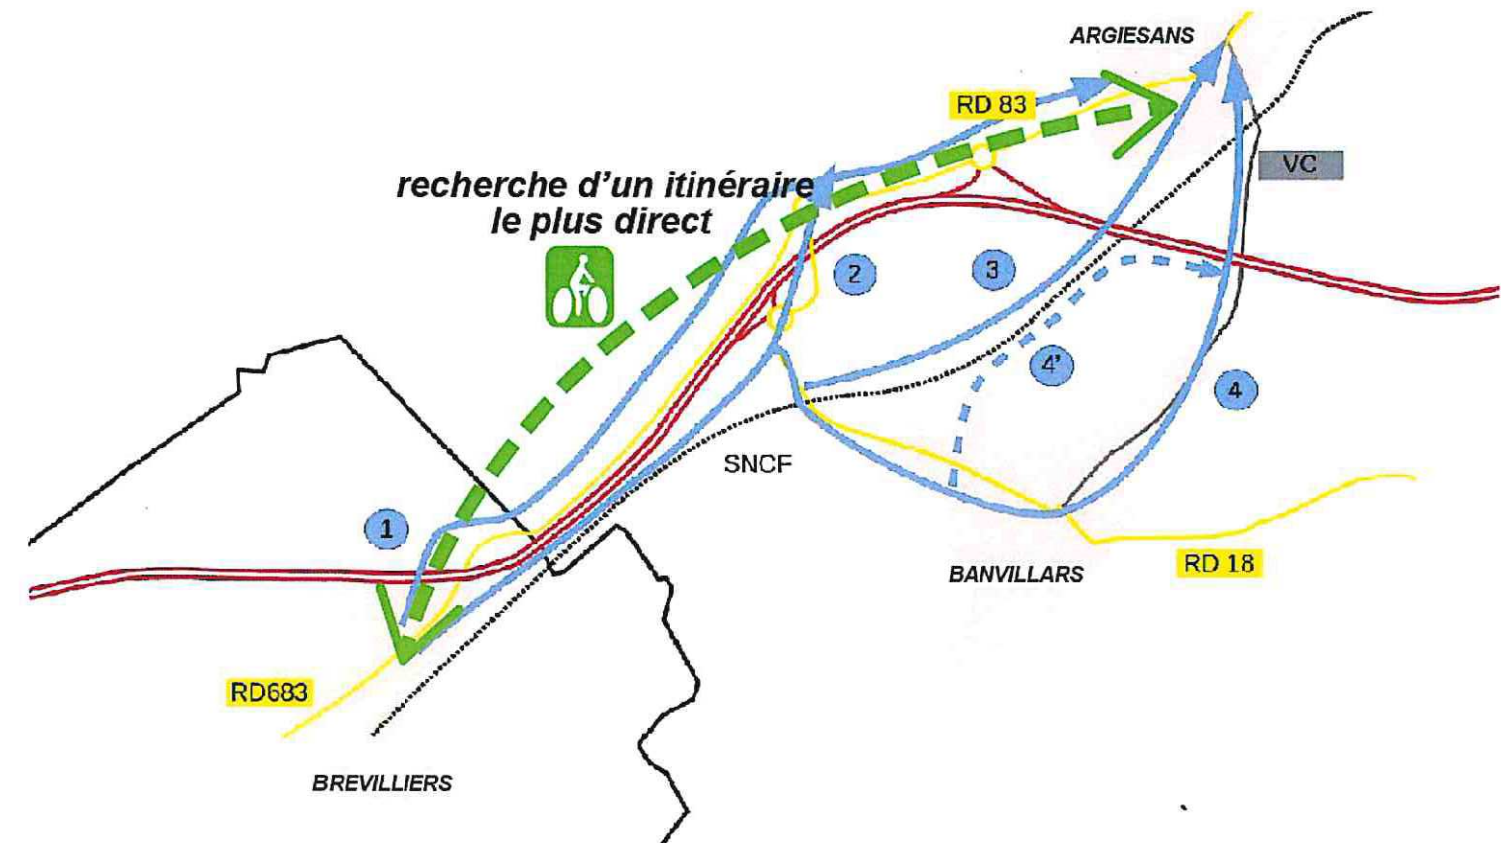 ARGIESANS
RD 83
VC
recherche d'un itinéraire
le plus direct
2
3
4'
4
SNCF
1
BANVILLARS
RD 18
RD683
BREVILLIERS